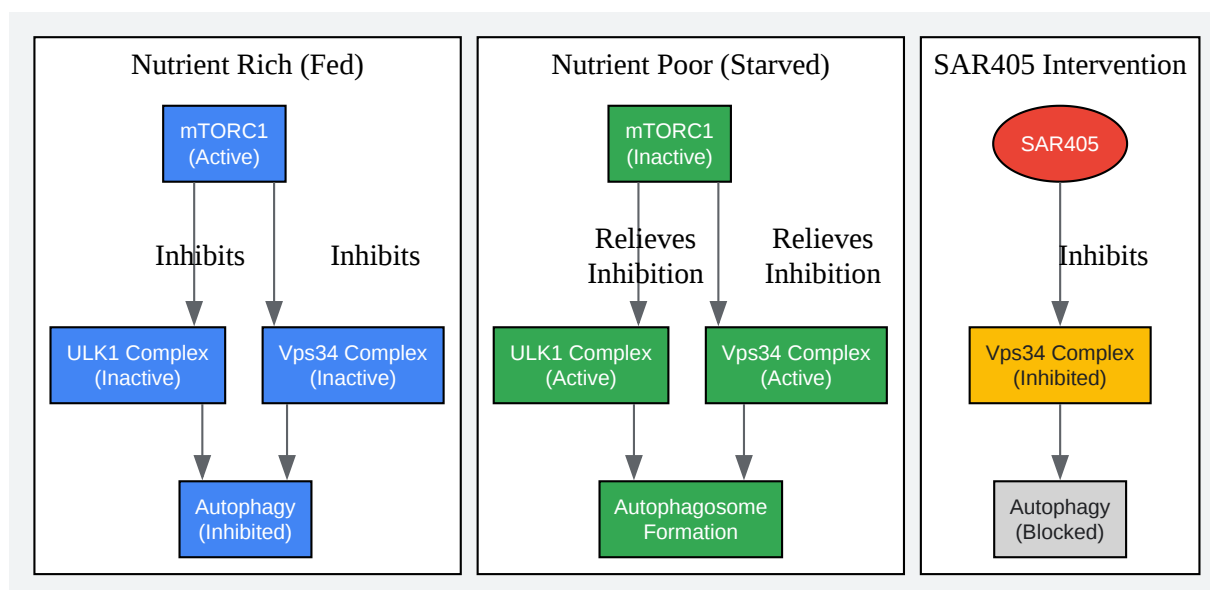 Nutrient Rich (Fed)
mTORC1
(Active)
Inhibits
Inhibits
ULK1 Complex
(Inactive)
Vps34 Complex
(Inactive)
Autophagy
(Inhibited)
Nutrient Poor (Starved)
mTORC1
(Inactive)
Relieves
Inhibition
Relieves
Inhibition
ULK1 Complex
(Active)
Vps34 Complex
(Active)
Autophagosome
Formation
SAR405 Intervention
SAR405
Inhibits
Vps34 Complex
(Inhibited)
Autophagy
(Blocked)